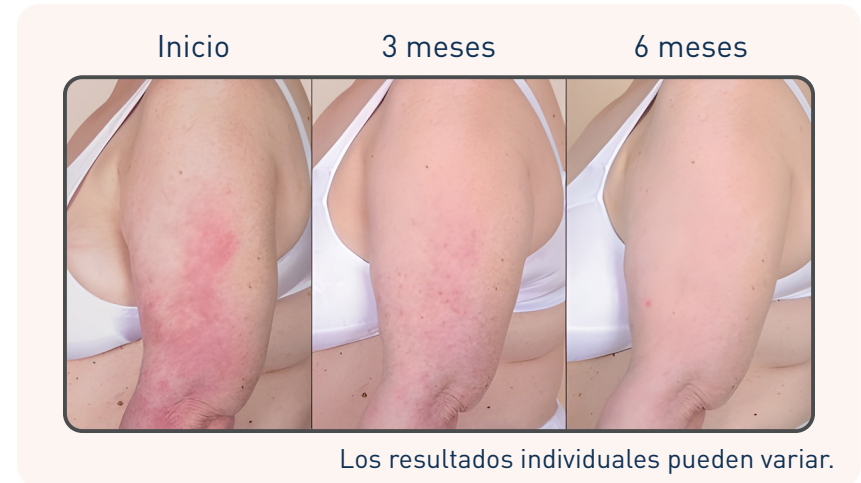 Inicio
3 meses
6 meses
Los resultados individuales pueden variar.